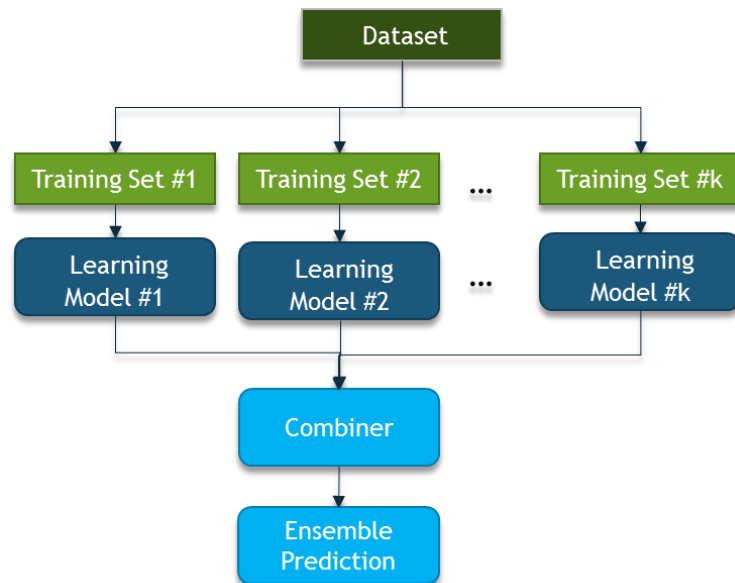 Dataset
Training Set #1
Training Set #2
...
Training Set #k
Learning
Model #1
Learning
Model #2
...
Learning
Model #k
Combiner
Ensemble
Prediction